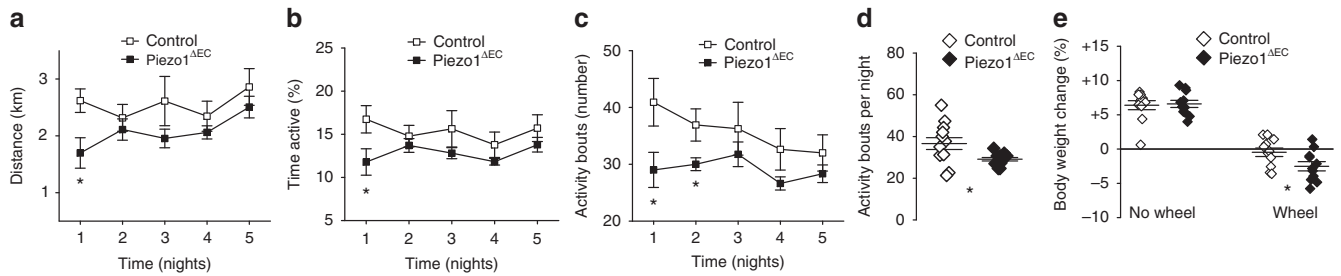 a
Control
Piezo1ΔEC
Distance (km)
3
2
1
*
1 2 3 4 5
Time (nights)
b
Control
Piezo1ΔEC
Time active (%)
25
20
15
10
5
0
*
1 2 3 4 5
Time (nights)
c
Control
Piezo1ΔEC
Activity bouts (number)
50
40
30
20
*
*
1 2 3 4 5
Time (nights)
d
Control
Piezo1ΔEC
Activity bouts per night
80
60
40
20
0
*
e
Control
Piezo1ΔEC
Body weight change (%)
+15
+10
+5
0
−5
−10
*
No wheel
Wheel